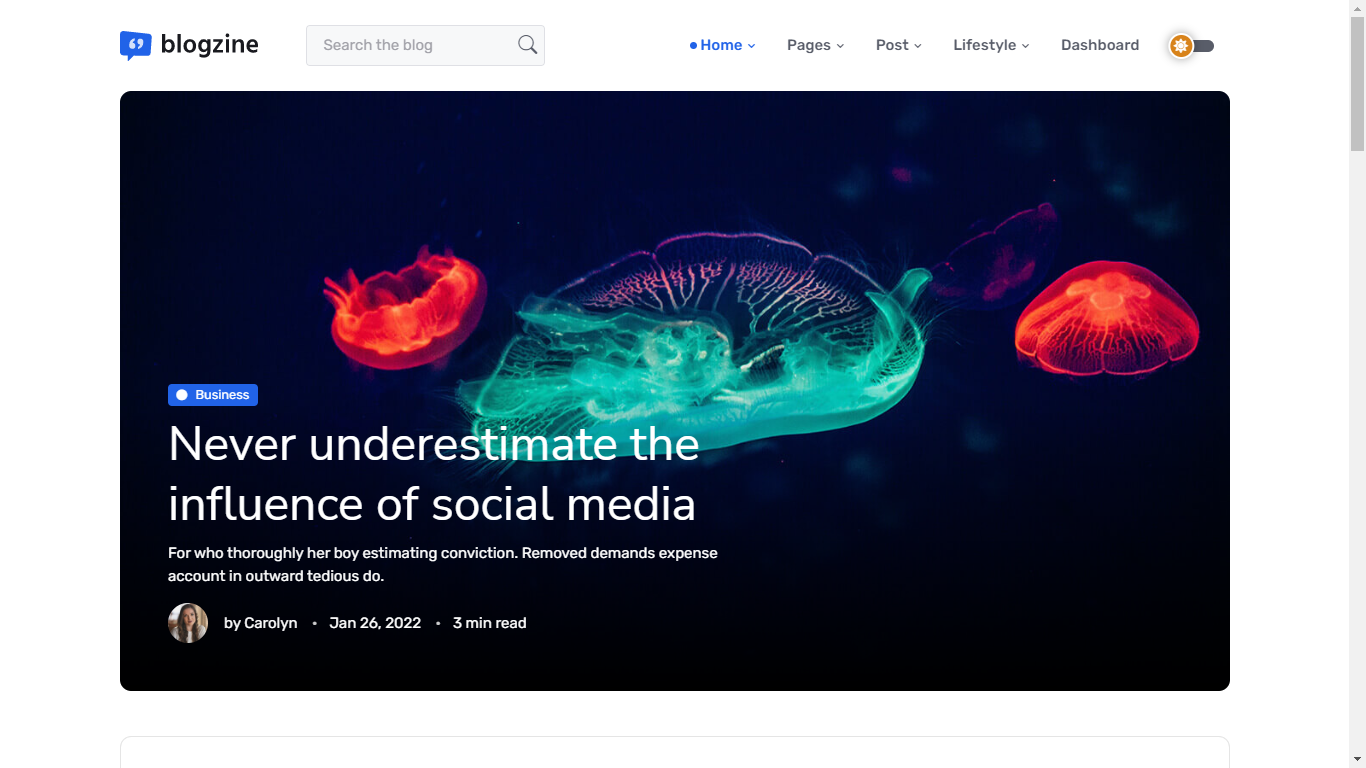 blogzine
Search the blog
Home
Pages
Post
Lifestyle
Dashboard
Business
Never underestimate the
influence of social media
For who thoroughly her boy estimating conviction. Removed demands expense
account in outward tedious do.
by Carolyn • Jan 26, 2022 • 3 min read